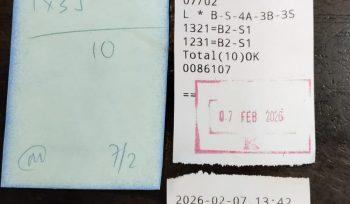 1x35
10
7/2
07702
L * B-S-4A-3B-3S
1321=B2-S1
1231=B2-S1
Total(10)OK
0086107
==
07 FEB 2026
K
2026-02-07 13:42